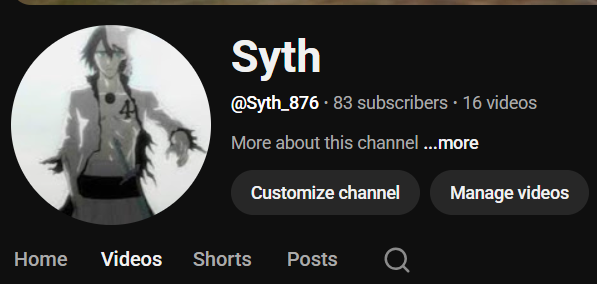 Syth
@Syth_876 · 83 subscribers · 16 videos
More about this channel ...more
Customize channel Manage videos
Home Videos Shorts Posts
4